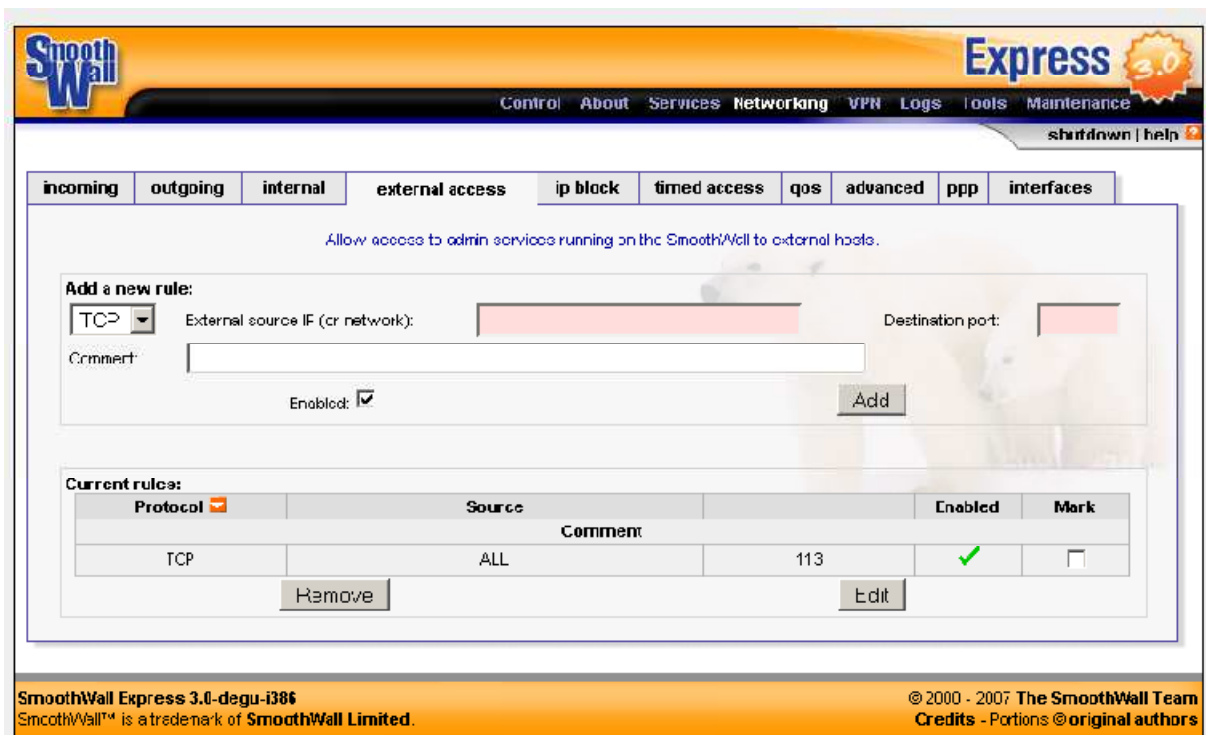 Smooth
Wall
Express 3.0
Control About Services Networking VPN Logs Tools Maintenance
shutdown | help
incoming outgoing internal external access ip block timed access qos advanced ppp interfaces
Allow access to admin services running on the SmoothWall to external hosts.
Add a new rule:
TCP External source IP (or network): Destination port:
Comment:
Enabled: Add
Current rules:
Protocol Source Enabled Mark
Comment
TCP ALL 113
Remove Edit
SmoothWall Express 3.0-degu-i386 © 2000 - 2007 The SmoothWall Team
SmoothWall™ is a trademark of SmoothWall Limited. Credits - Portions © original authors